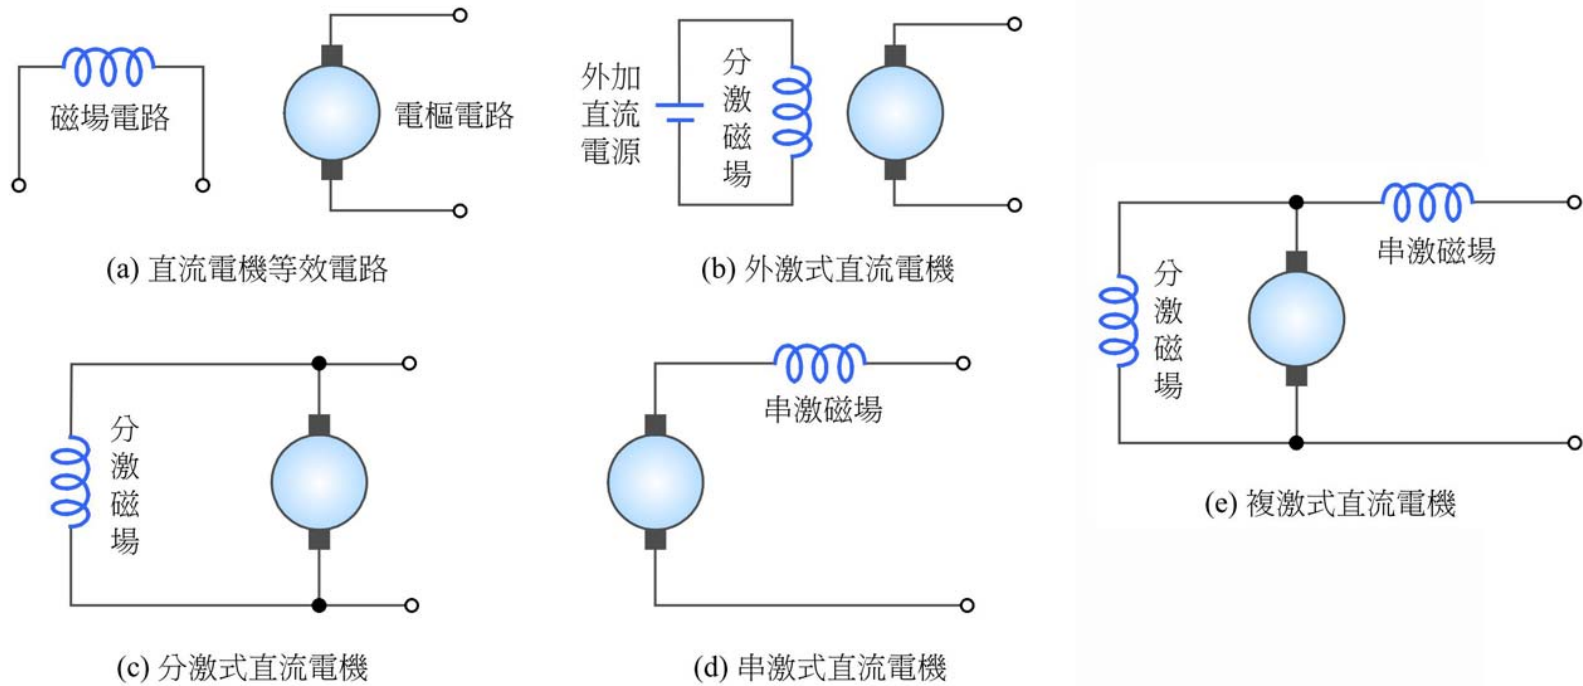 磁場電路
電樞電路
(a) 直流電機等效電路
外加
直流
電源
分激磁場
(b) 外激式直流電機
分激磁場
(c) 分激式直流電機
串激磁場
(d) 串激式直流電機
分激磁場
串激磁場
(e) 複激式直流電機